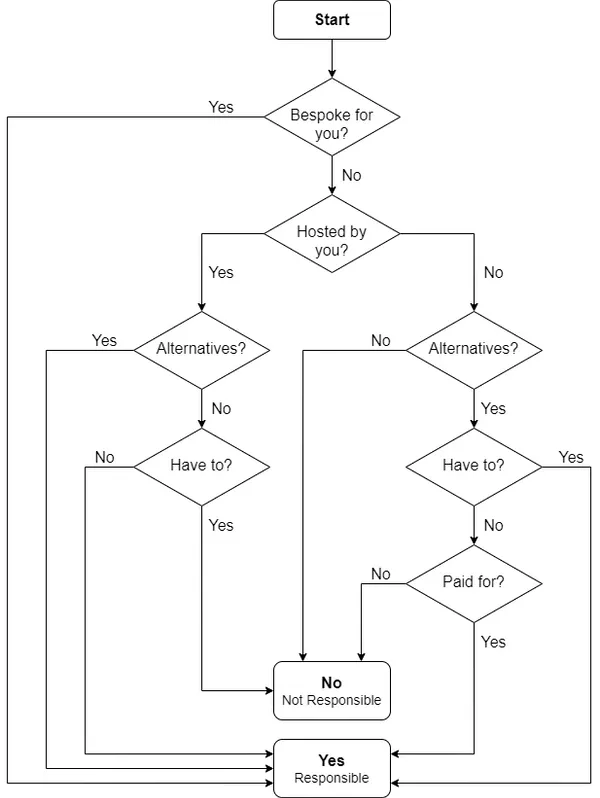 Start
Yes
Bespoke for
you?
No
Hosted by
you?
Yes
No
Yes
Alternatives?
No
Alternatives?
No
Yes
No
Have to?
Have to?
Yes
Yes
No
No
Paid for?
Yes
No
Not Responsible
Yes
Responsible